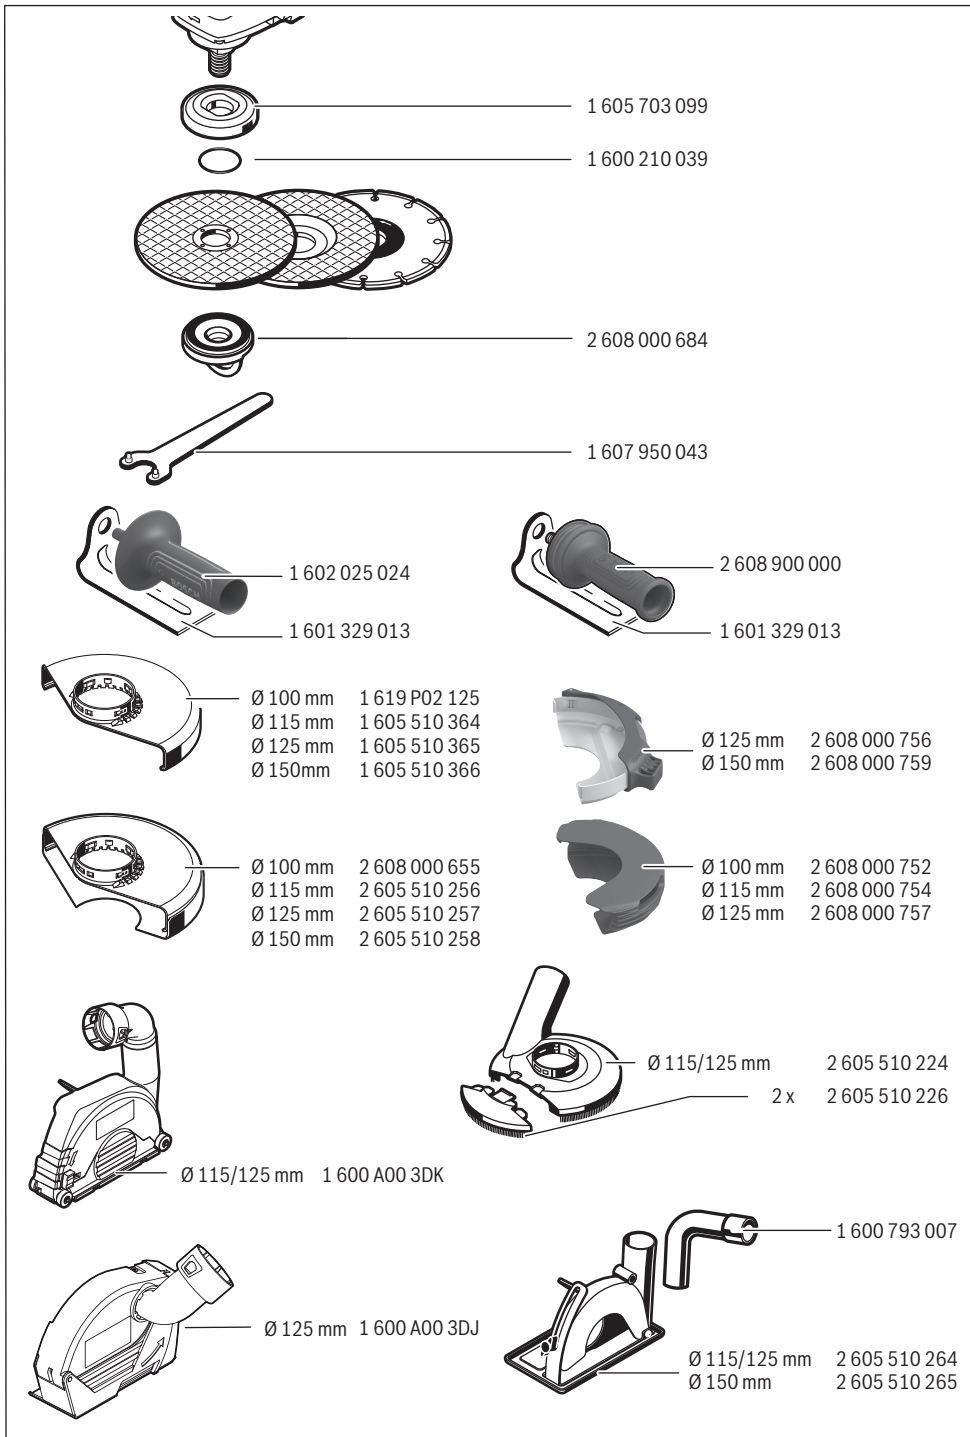 1 605 703 099
1 600 210 039
2 608 000 684
1 607 950 043
BOSCH
1 602 025 024
1 601 329 013
2 608 900 000
1 601 329 013
Ø 100 mm 1 619 P02 125
Ø 115 mm 1 605 510 364
Ø 125 mm 1 605 510 365
Ø 150mm 1 605 510 366
Ø 125 mm 2 608 000 756
Ø 150 mm 2 608 000 759
Ø 100 mm 2 608 000 655
Ø 115 mm 2 605 510 256
Ø 125 mm 2 605 510 257
Ø 150 mm 2 605 510 258
Ø 100 mm 2 608 000 752
Ø 115 mm 2 608 000 754
Ø 125 mm 2 608 000 757
Ø 115/125 mm 2 605 510 224
2 x 2 605 510 226
Ø 115/125 mm 1 600 A00 3DK
1 600 793 007
Ø 125 mm 1 600 A00 3DJ
Ø 115/125 mm 2 605 510 264
Ø 150 mm 2 605 510 265